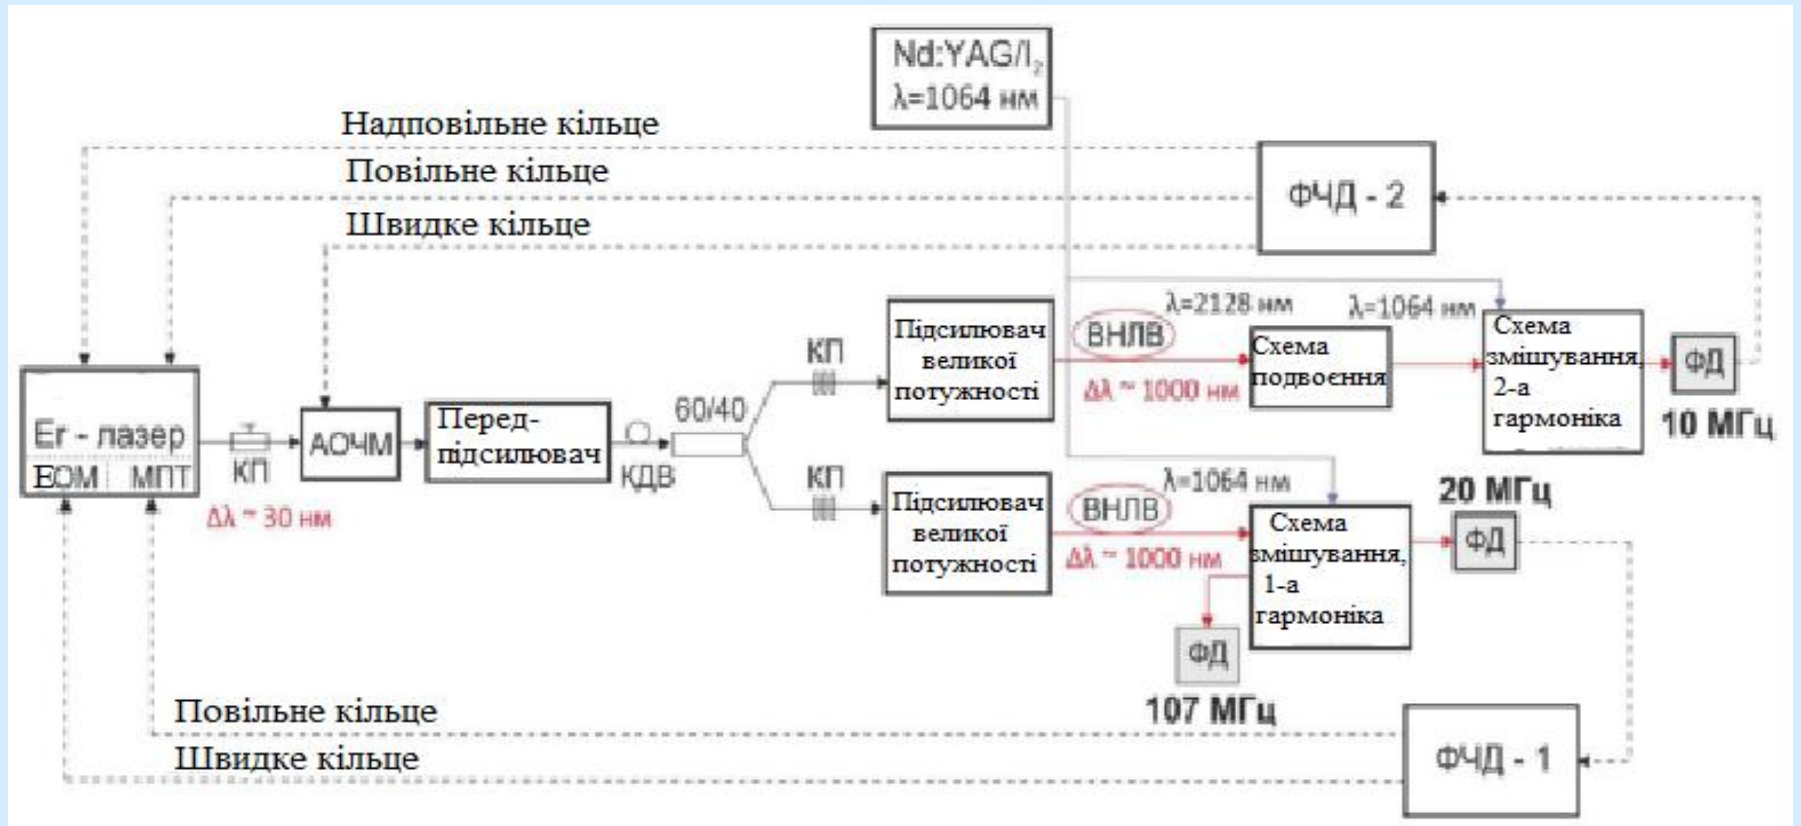 Nd:YAG/I₂
λ=1064 нм
Надповільне кільце
Повільне кільце
Швидке кільце
ФЧД - 2
λ=2128 нм
λ=1064 нм
Підсилювач
великої
потужності
ВНЛВ
Δλ ~ 1000 нм
Схема
подвоєння
Схема
змішування,
2-а
гармоніка
ФД
10 МГц
КП
60/40
Er - лазер
ЕОМ
МПТ
КП
Δλ ~ 30 нм
АОЧМ
Перед-
підсилювач
КДВ
КП
Підсилювач
великої
потужності
ВНЛВ
Δλ ~ 1000 нм
λ=1064 нм
Схема
змішування,
1-а
гармоніка
20 МГц
ФД
ФД
107 МГц
Повільне кільце
Швидке кільце
ФЧД - 1